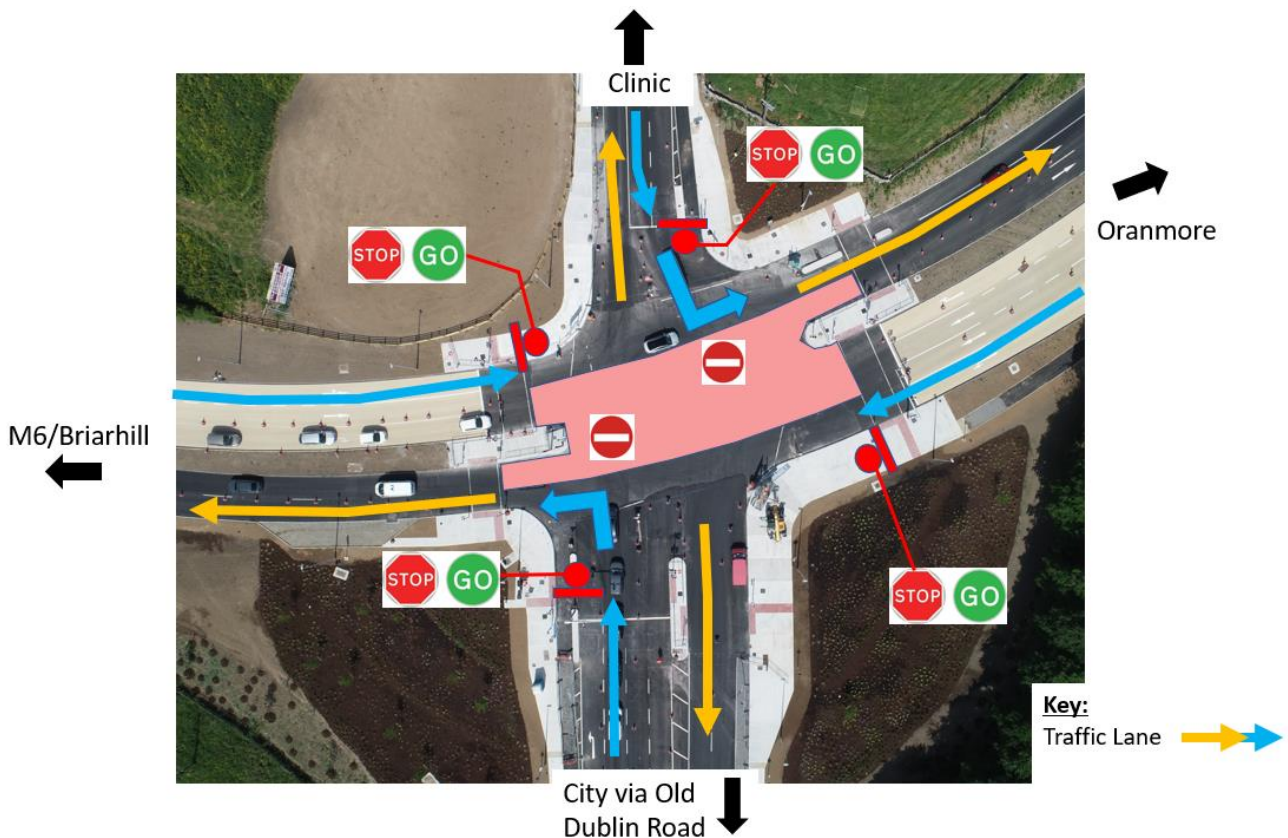 Clinic
STOP GO
STOP GO
Oranmore
M6/Briarhill
STOP GO
STOP GO
Key:
Traffic Lane
City via Old
Dublin Road